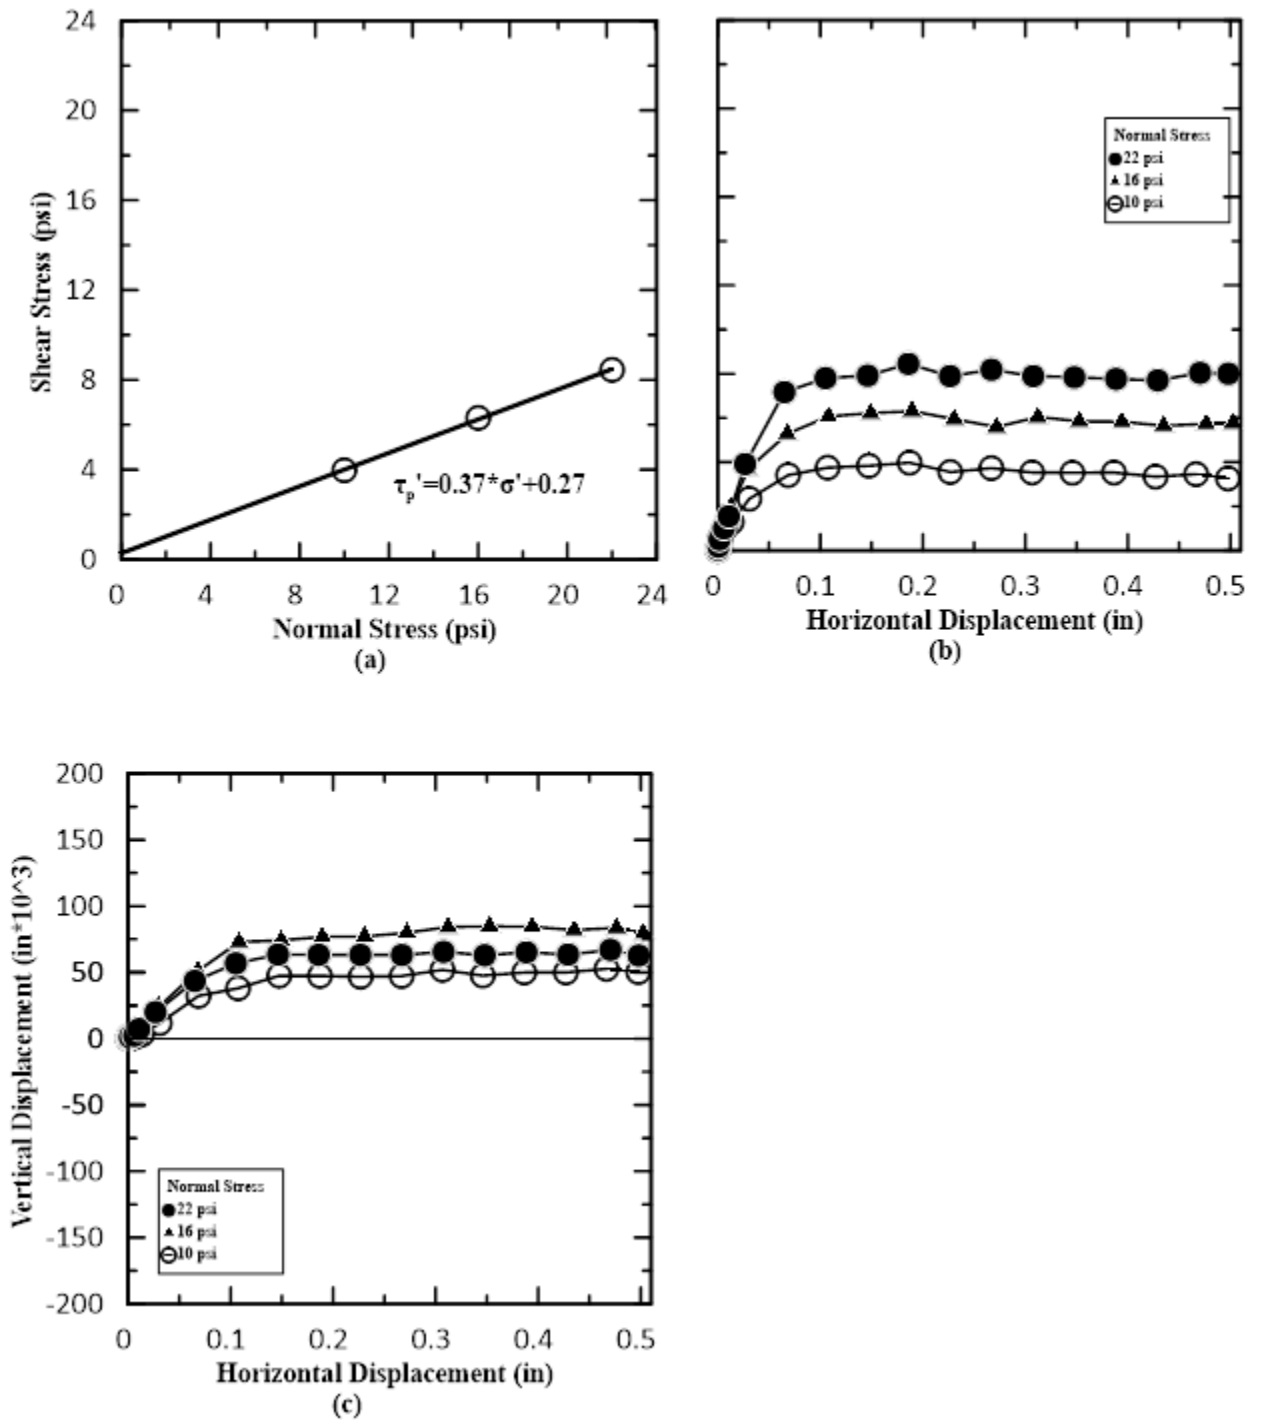 24
20
16
12
8
4
0
Shear Stress (psi)
τp'=0.37*σ'+0.27
0 4 8 12 16 20 24
Normal Stress (psi)
(a)
Normal Stress
22 psi
16 psi
10 psi
0 0.1 0.2 0.3 0.4 0.5
Horizontal Displacement (in)
(b)
200
150
100
50
0
-50
-100
-150
-200
Vertical Displacement (in*10^3)
Normal Stress
22 psi
16 psi
10 psi
0 0.1 0.2 0.3 0.4 0.5
Horizontal Displacement (in)
(c)